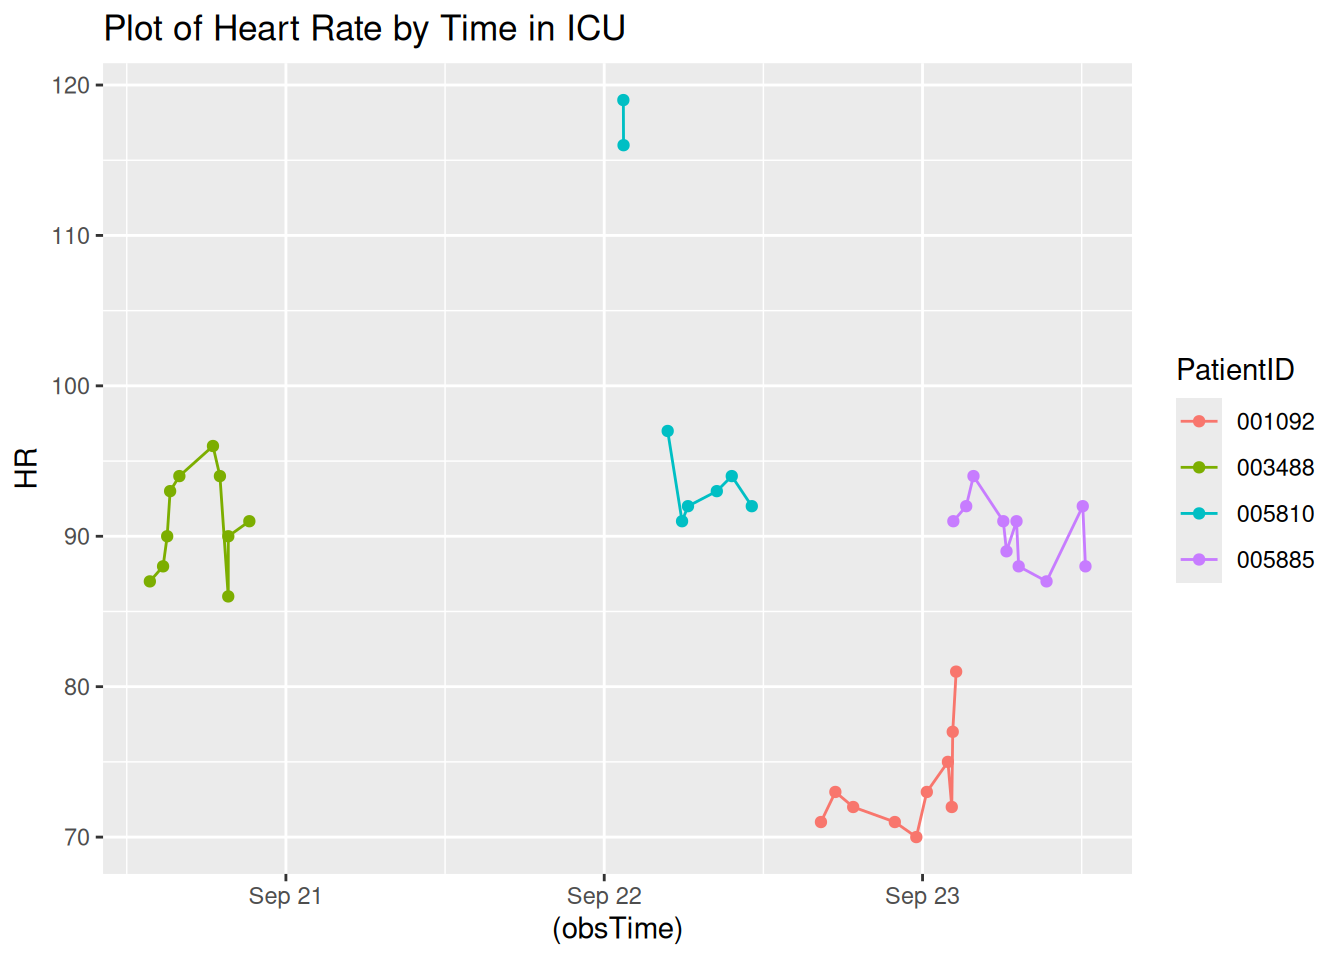 Plot of Heart Rate by Time in ICU
120
110
100
90
80
70
HR
Sep 21
Sep 22
Sep 23
(obsTime)
PatientID
001092
003488
005810
005885